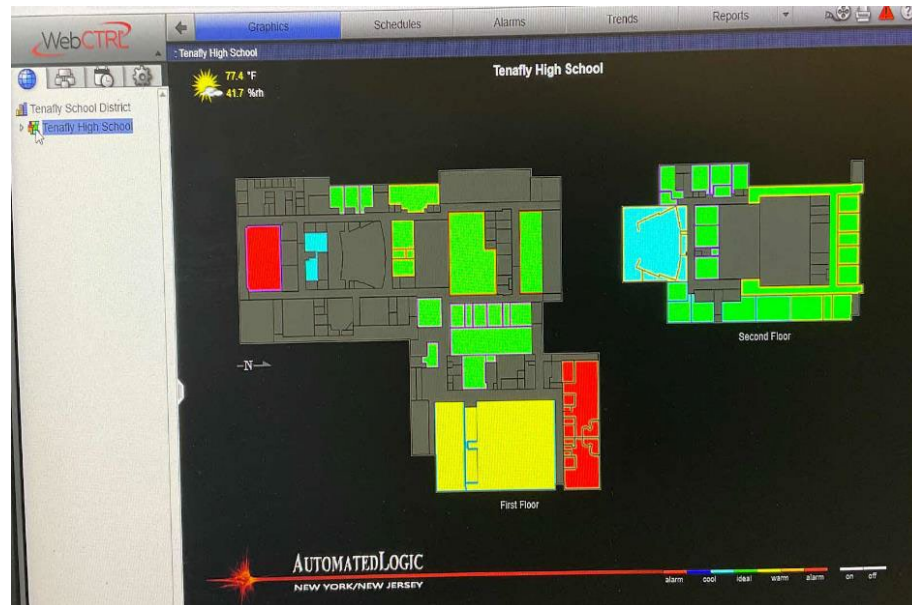 WebCTRL
Graphics
Schedules
Alarms
Trends
Reports
: Tenafly High School
Tenafly School District
Tenafly High School
77.4 °F
41.7 %rh
Tenafly High School
-N-
Second Floor
First Floor
AUTOMATEDLOGIC
NEW YORK/NEW JERSEY
alarm cool ideal warm alarm on off